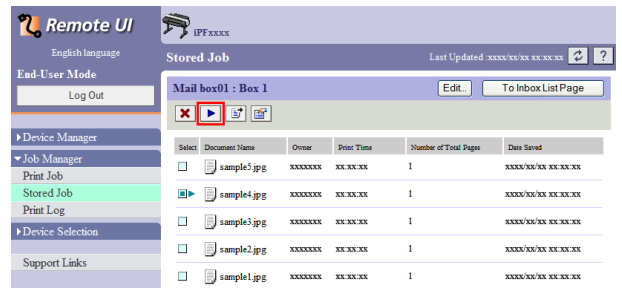 Remote UI
iPFxxxx
English language
Stored Job
Last Updated :xxxx/xx/xx xx:xx:xx
?
End-User Mode
Log Out
Mail box01 : Box 1
Edit...
To Inbox List Page
Device Manager
Job Manager
Print Job
Stored Job
Print Log
Device Selection
Support Links
Select Document Name Owner Print Time Number of Total Pages Date Saved
sample5.jpg xxxxxxx xx:xx:xx 1 xxxx/xx/xx xx:xx:xx
sample4.jpg xxxxxxx xx:xx:xx 1 xxxx/xx/xx xx:xx:xx
sample3.jpg xxxxxxx xx:xx:xx 1 xxxx/xx/xx xx:xx:xx
sample2.jpg xxxxxxx xx:xx:xx 1 xxxx/xx/xx xx:xx:xx
sample1.jpg xxxxxxx xx:xx:xx 1 xxxx/xx/xx xx:xx:xx